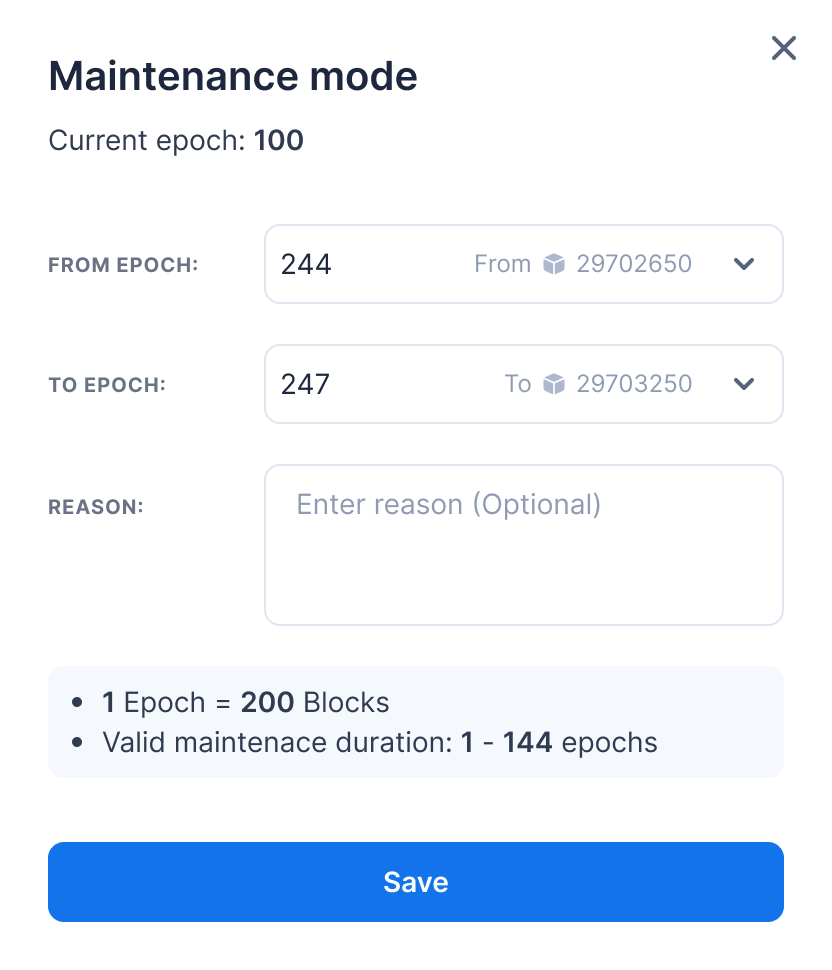 Maintenance mode
Current epoch: 100
FROM EPOCH: 244 From 29702650
TO EPOCH: 247 To 29703250
REASON: Enter reason (Optional)
• 1 Epoch = 200 Blocks
• Valid maintenace duration: 1 - 144 epochs
Save